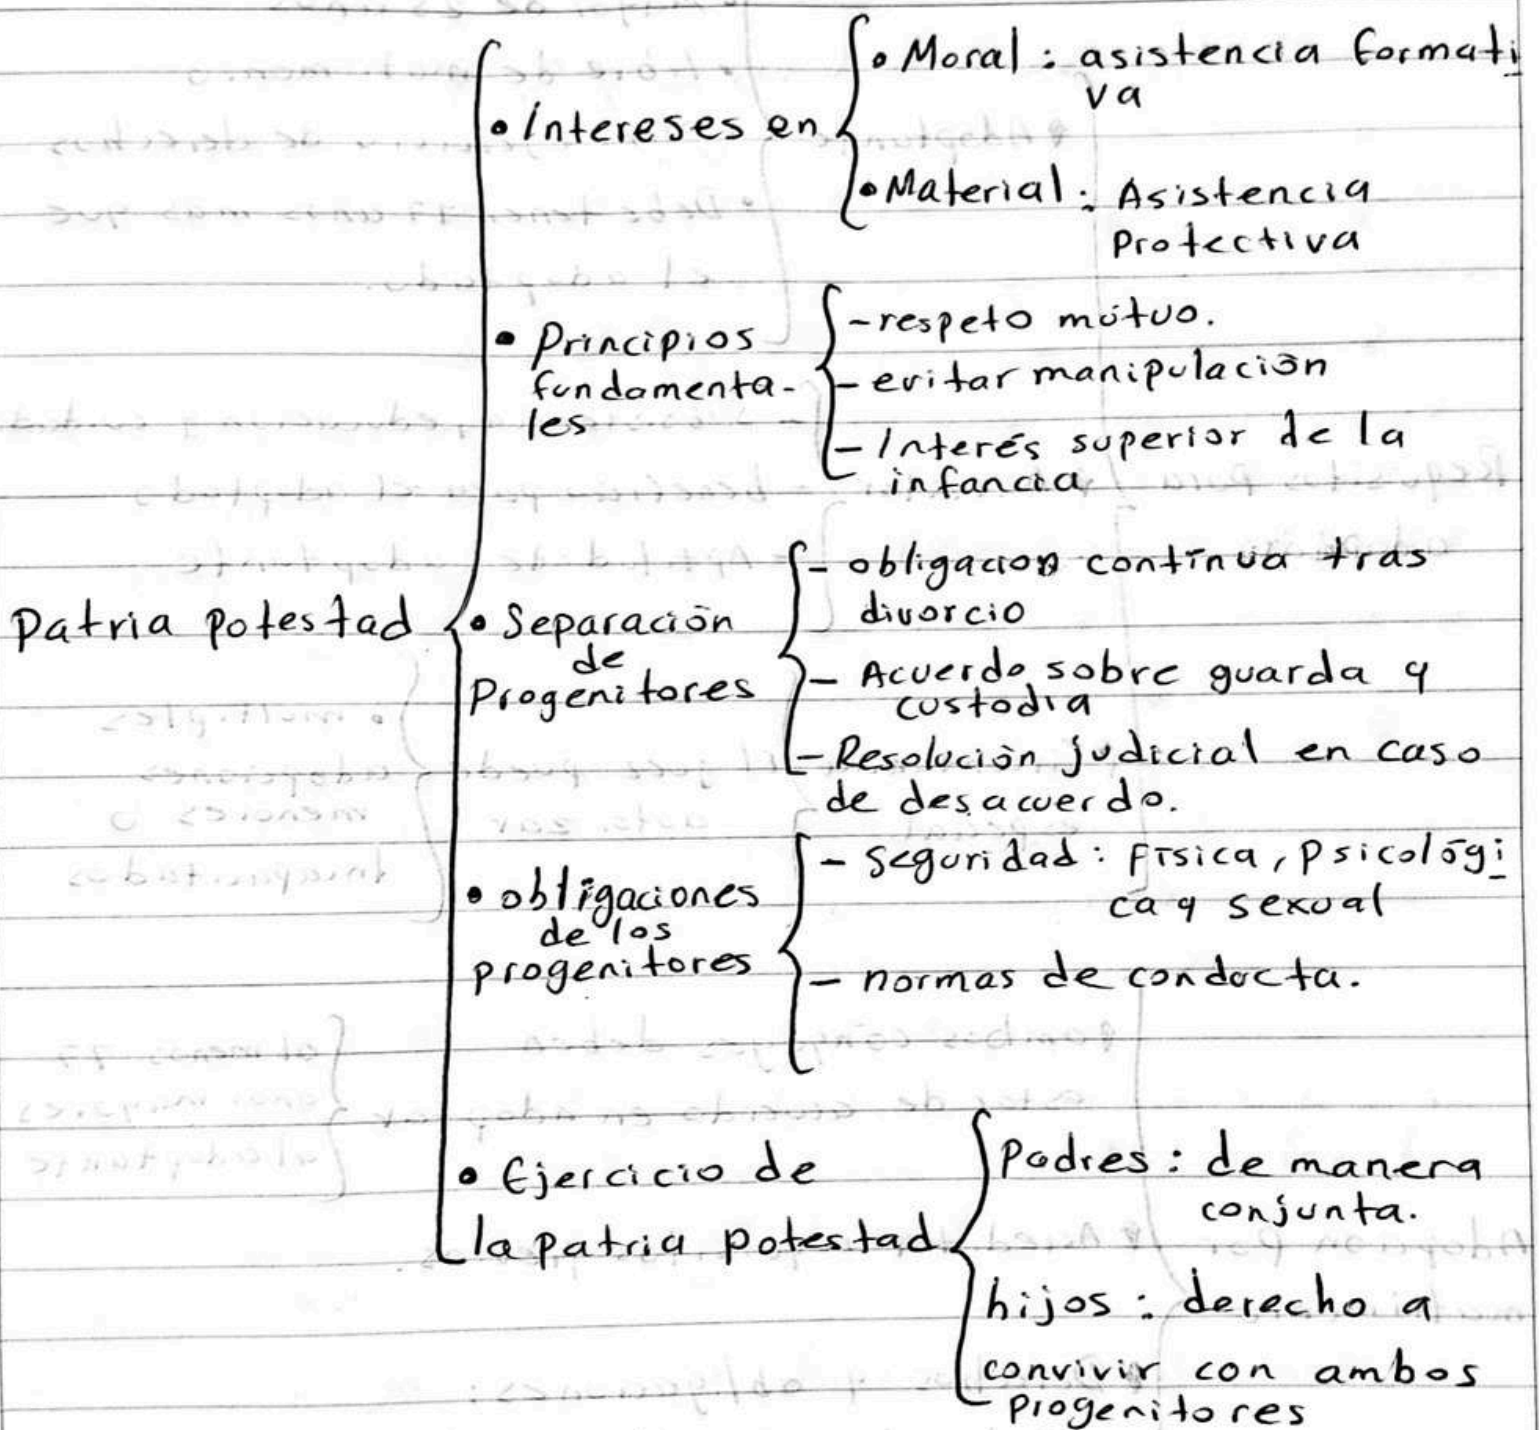 • Moral : asistencia formati
va
• Intereses en
• Material : Asistencia
Protectiva
• Principios
fundamenta-
les
- respeto mútuo.
- evitar manipulación
- Interés superior de la
infancia
Patria potestad
• Separación
de
Progenitores
- obligacion contínua tras
divorcio
- Acuerdo sobre guarda y
custodia
- Resolución judicial en caso
de desacuerdo.
• obligaciones
de los
progenitores
- Seguridad : Física, Psicológi
ca y sexual
- normas de conducta.
• Ejercicio de
la patria potestad
Padres : de manera
conjunta.
hijos : derecho a
convivir con ambos
Progenitores